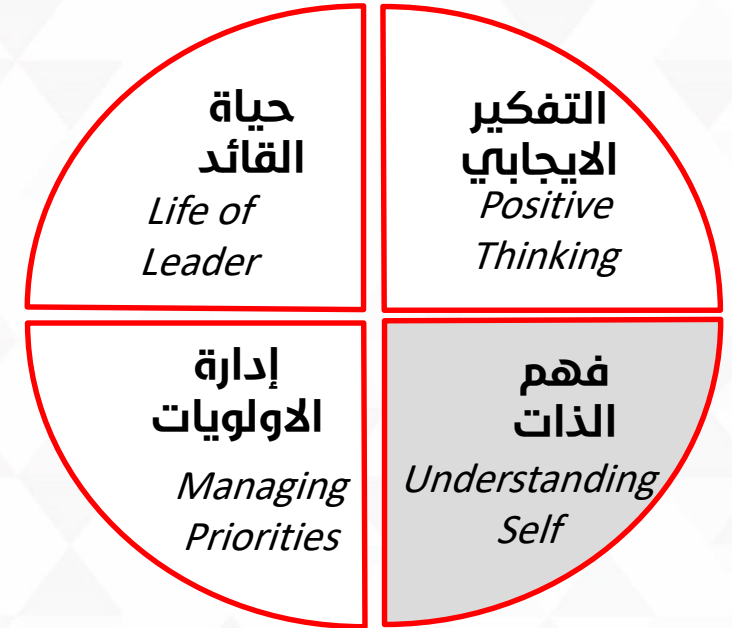 حياة
القائد
Life of
Leader
التفكير
الايجابي
Positive
Thinking
إدارة
الاولويات
Managing
Priorities
فهم
الذات
Understanding
Self